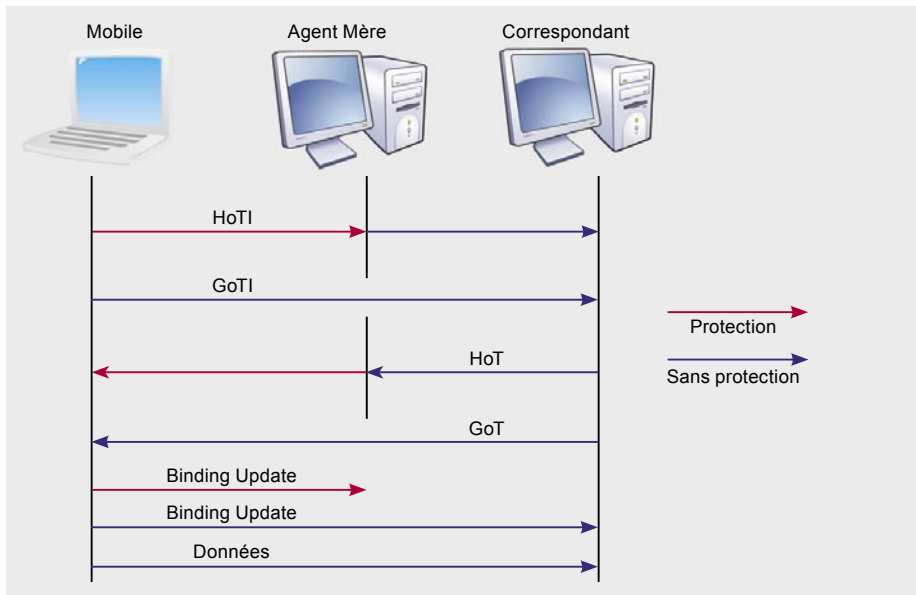 Mobile
Agent Mère
Correspondant
HoTI
GoTI
Protection
HoT
Sans protection
GoT
Binding Update
Binding Update
Données